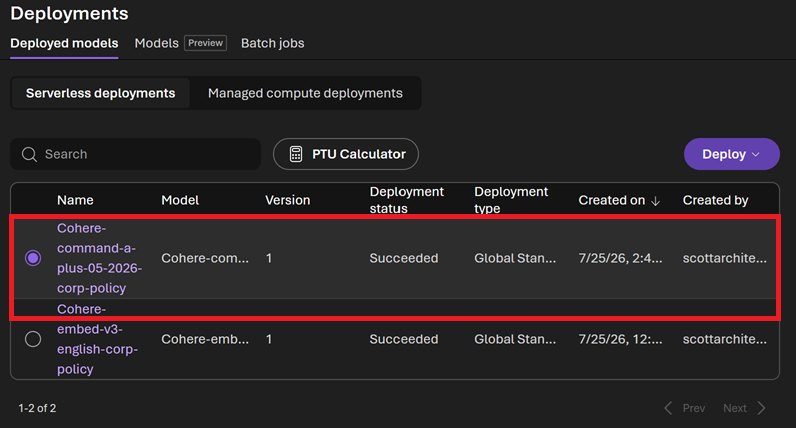 Deployments
Deployed models Models Preview Batch jobs
Serverless deployments Managed compute deployments
Search PTU Calculator Deploy
Name Model Version Deployment status Deployment type Created on Created by
Cohere-command-a-plus-05-2026-corp-policy Cohere-com... 1 Succeeded Global Stan... 7/25/26, 2:4... scottarchite...
Cohere-embed-v3-english-corp-policy Cohere-emb... 1 Succeeded Global Stan... 7/25/26, 12:... scottarchite...
1-2 of 2 Prev Next